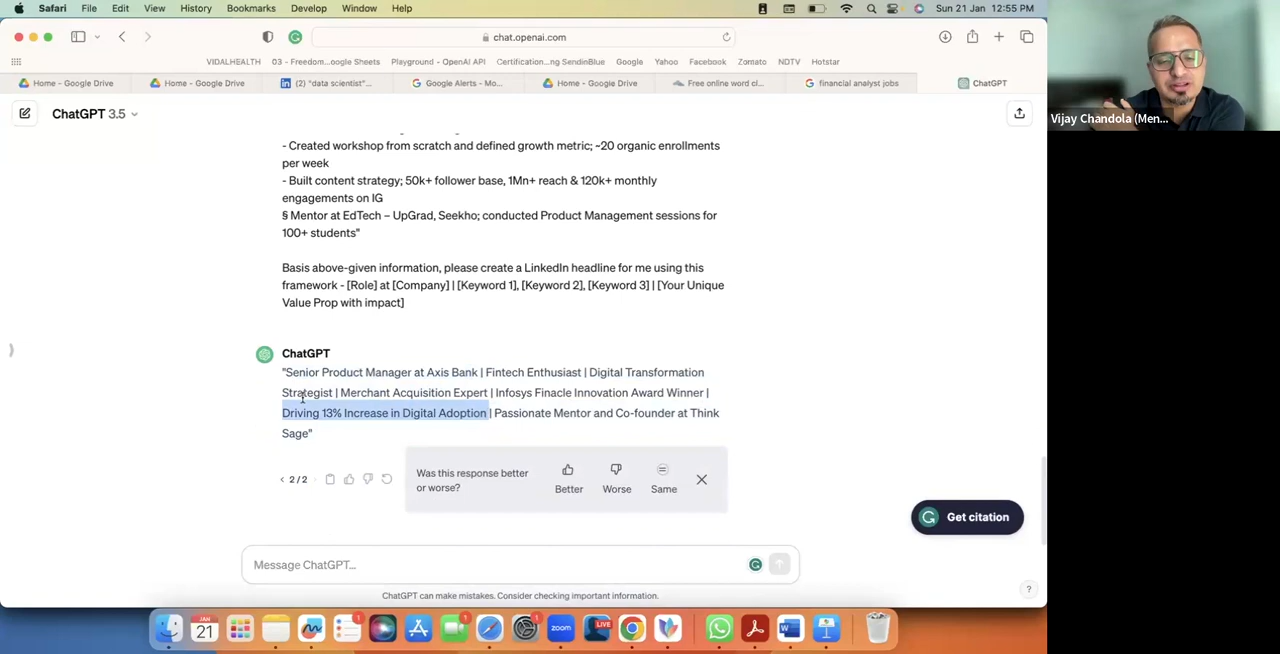 Safari File Edit View History Bookmarks Develop Window Help
Sun 21 Jan 12:55 PM
chat.openai.com
VIDALHEALTH 03 - Freedom...oogle Sheets Playground - OpenAI API Certification...ng SendinBlue Google Yahoo Facebook Zomato NDTV Hotstar
Home - Google Drive Home - Google Drive (2) "data scientist"... Google Alerts - Mo... Home - Google Drive Free online word cl... financial analyst jobs ChatGPT
ChatGPT 3.5
Vijay Chandola (Men...
- Created workshop from scratch and defined growth metric; ~20 organic enrollments
per week
- Built content strategy; 50k+ follower base, 1Mn+ reach & 120k+ monthly
engagements on IG
§ Mentor at EdTech – UpGrad, Seekho; conducted Product Management sessions for
100+ students"
Basis above-given information, please create a LinkedIn headline for me using this
framework - [Role] at [Company] | [Keyword 1], [Keyword 2], [Keyword 3] | [Your Unique
Value Prop with impact]
ChatGPT
"Senior Product Manager at Axis Bank | Fintech Enthusiast | Digital Transformation
Strategist | Merchant Acquisition Expert | Infosys Finacle Innovation Award Winner |
Driving 13% Increase in Digital Adoption | Passionate Mentor and Co-founder at Think
Sage"
2/2
Was this response better
or worse?
Better Worse Same
Get citation
Message ChatGPT...
ChatGPT can make mistakes. Consider checking important information.
?
JAN
21
1
1
1
zoom
LIVE